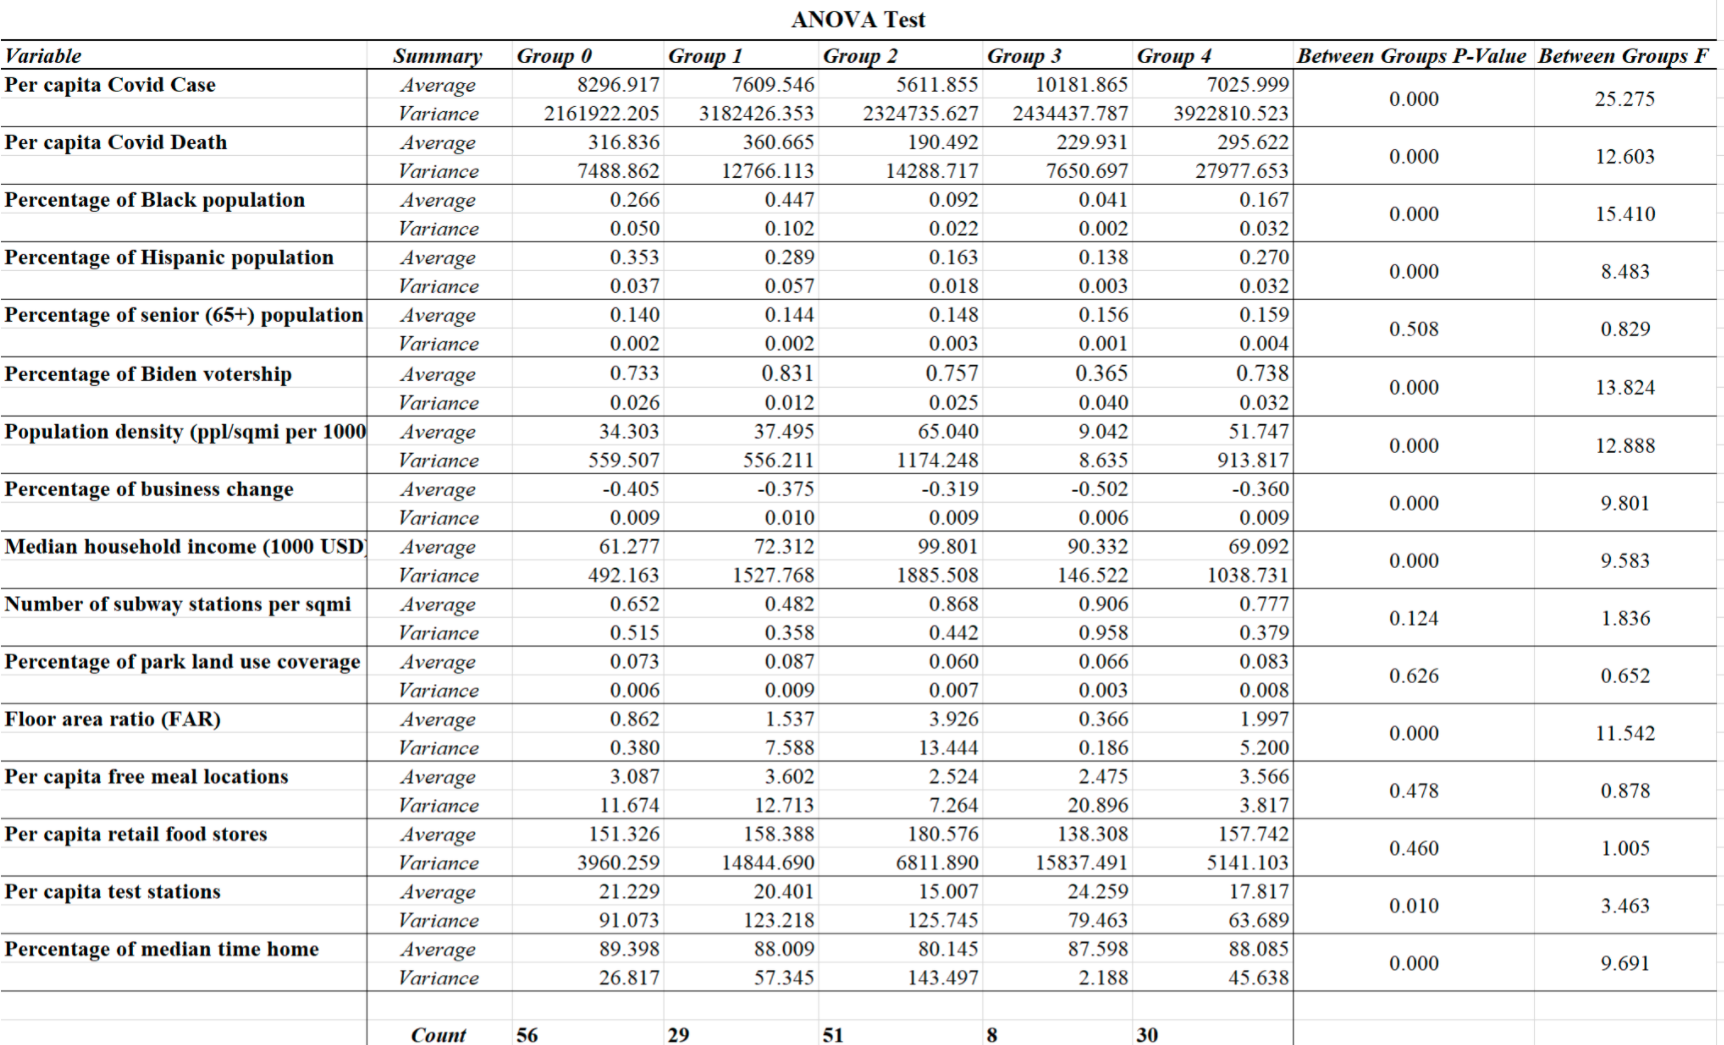 ANOVA Test
Variable Summary Group 0 Group 1 Group 2 Group 3 Group 4 Between Groups P-Value Between Groups F
Per capita Covid Case Average 8296.917 7609.546 5611.855 10181.865 7025.999 0.000 25.275
Variance 2161922.205 3182426.353 2324735.627 2434437.787 3922810.523
Per capita Covid Death Average 316.836 360.665 190.492 229.931 295.622 0.000 12.603
Variance 7488.862 12766.113 14288.717 7650.697 27977.653
Percentage of Black population Average 0.266 0.447 0.092 0.041 0.167 0.000 15.410
Variance 0.050 0.102 0.022 0.002 0.032
Percentage of Hispanic population Average 0.353 0.289 0.163 0.138 0.270 0.000 8.483
Variance 0.037 0.057 0.018 0.003 0.032
Percentage of senior (65+) population Average 0.140 0.144 0.148 0.156 0.159 0.508 0.829
Variance 0.002 0.002 0.003 0.001 0.004
Percentage of Biden votership Average 0.733 0.831 0.757 0.365 0.738 0.000 13.824
Variance 0.026 0.012 0.025 0.040 0.032
Population density (ppl/sqmi per 1000 Average 34.303 37.495 65.040 9.042 51.747 0.000 12.888
Variance 559.507 556.211 1174.248 8.635 913.817
Percentage of business change Average -0.405 -0.375 -0.319 -0.502 -0.360 0.000 9.801
Variance 0.009 0.010 0.009 0.006 0.009
Median household income (1000 USD) Average 61.277 72.312 99.801 90.332 69.092 0.000 9.583
Variance 492.163 1527.768 1885.508 146.522 1038.731
Number of subway stations per sqmi Average 0.652 0.482 0.868 0.906 0.777 0.124 1.836
Variance 0.515 0.358 0.442 0.958 0.379
Percentage of park land use coverage Average 0.073 0.087 0.060 0.066 0.083 0.626 0.652
Variance 0.006 0.009 0.007 0.003 0.008
Floor area ratio (FAR) Average 0.862 1.537 3.926 0.366 1.997 0.000 11.542
Variance 0.380 7.588 13.444 0.186 5.200
Per capita free meal locations Average 3.087 3.602 2.524 2.475 3.566 0.478 0.878
Variance 11.674 12.713 7.264 20.896 3.817
Per capita retail food stores Average 151.326 158.388 180.576 138.308 157.742 0.460 1.005
Variance 3960.259 14844.690 6811.890 15837.491 5141.103
Per capita test stations Average 21.229 20.401 15.007 24.259 17.817 0.010 3.463
Variance 91.073 123.218 125.745 79.463 63.689
Percentage of median time home Average 89.398 88.009 80.145 87.598 88.085 0.000 9.691
Variance 26.817 57.345 143.497 2.188 45.638
Count 56 29 51 8 30